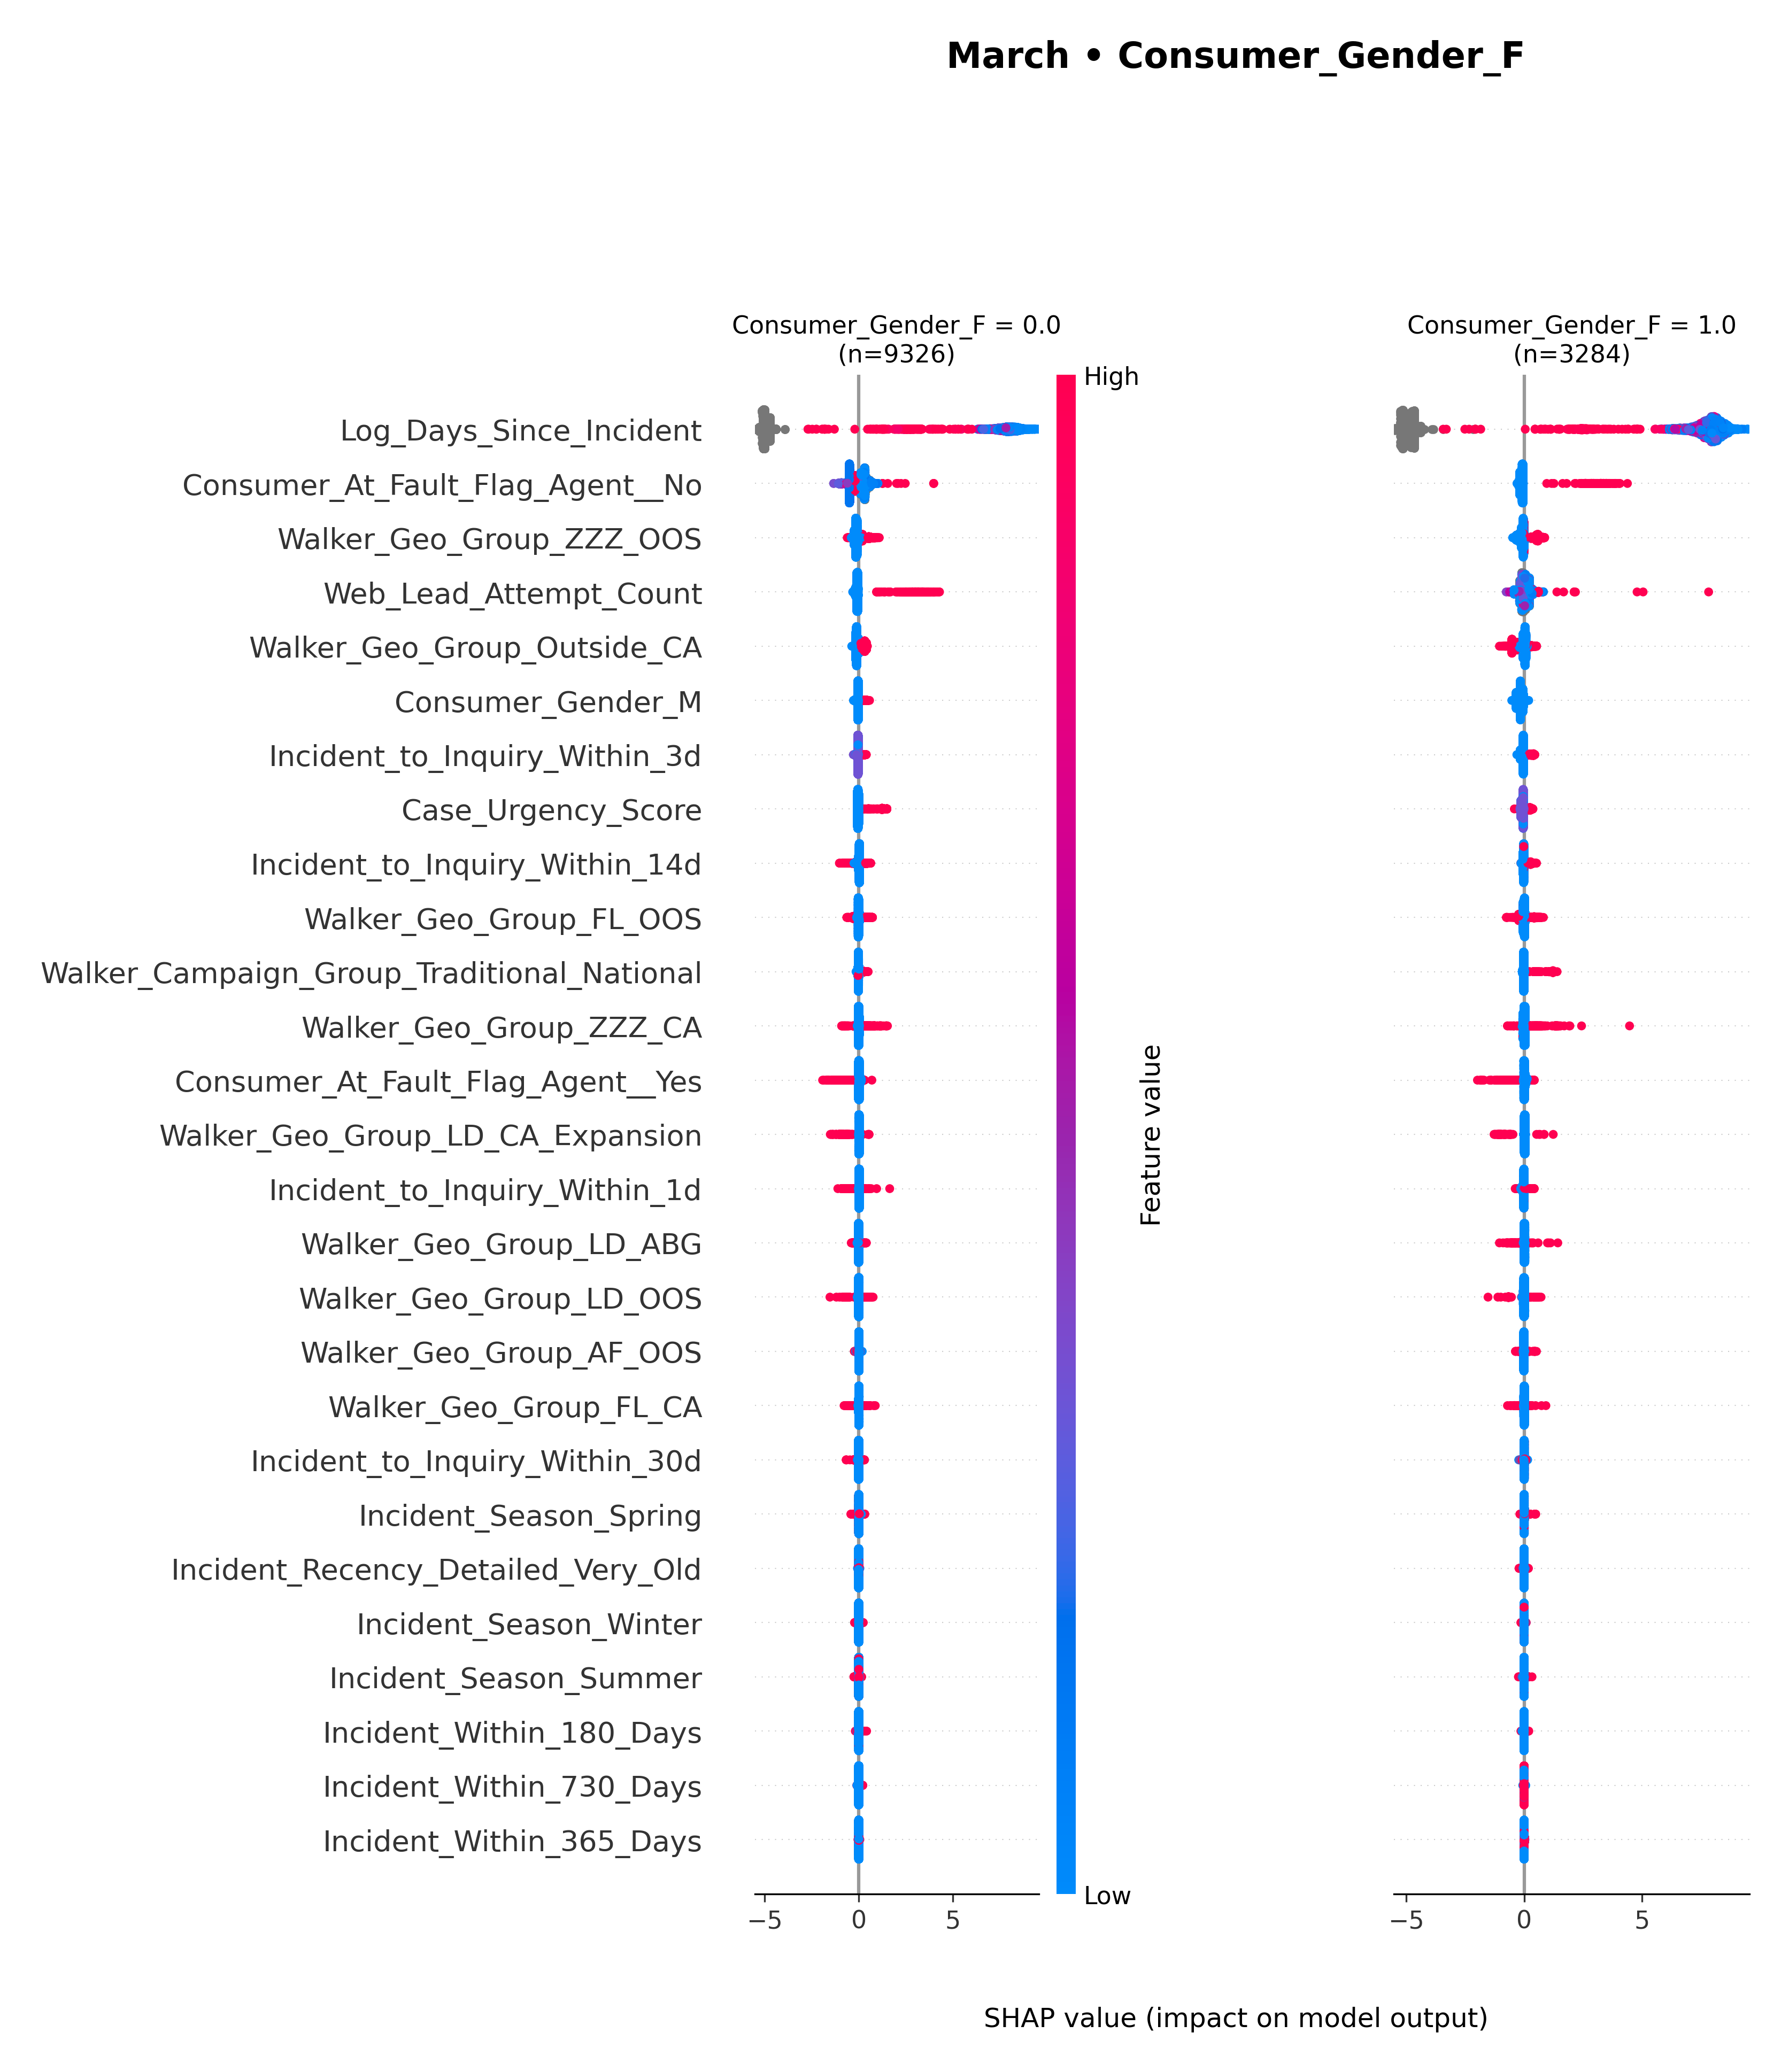 March • Consumer_Gender_F
Consumer_Gender_F = 0.0
(n=9326)
Consumer_Gender_F = 1.0
(n=3284)
High
Log_Days_Since_Incident
Consumer_At_Fault_Flag_Agent__No
Walker_Geo_Group_ZZZ_OOS
Web_Lead_Attempt_Count
Walker_Geo_Group_Outside_CA
Consumer_Gender_M
Incident_to_Inquiry_Within_3d
Case_Urgency_Score
Incident_to_Inquiry_Within_14d
Walker_Geo_Group_FL_OOS
Walker_Campaign_Group_Traditional_National
Walker_Geo_Group_ZZZ_CA
Consumer_At_Fault_Flag_Agent__Yes
Walker_Geo_Group_LD_CA_Expansion
Incident_to_Inquiry_Within_1d
Walker_Geo_Group_LD_ABG
Walker_Geo_Group_LD_OOS
Walker_Geo_Group_AF_OOS
Walker_Geo_Group_FL_CA
Incident_to_Inquiry_Within_30d
Incident_Season_Spring
Incident_Recency_Detailed_Very_Old
Incident_Season_Winter
Incident_Season_Summer
Incident_Within_180_Days
Incident_Within_730_Days
Incident_Within_365_Days
Feature value
Low
−5 0 5
−5 0 5
SHAP value (impact on model output)